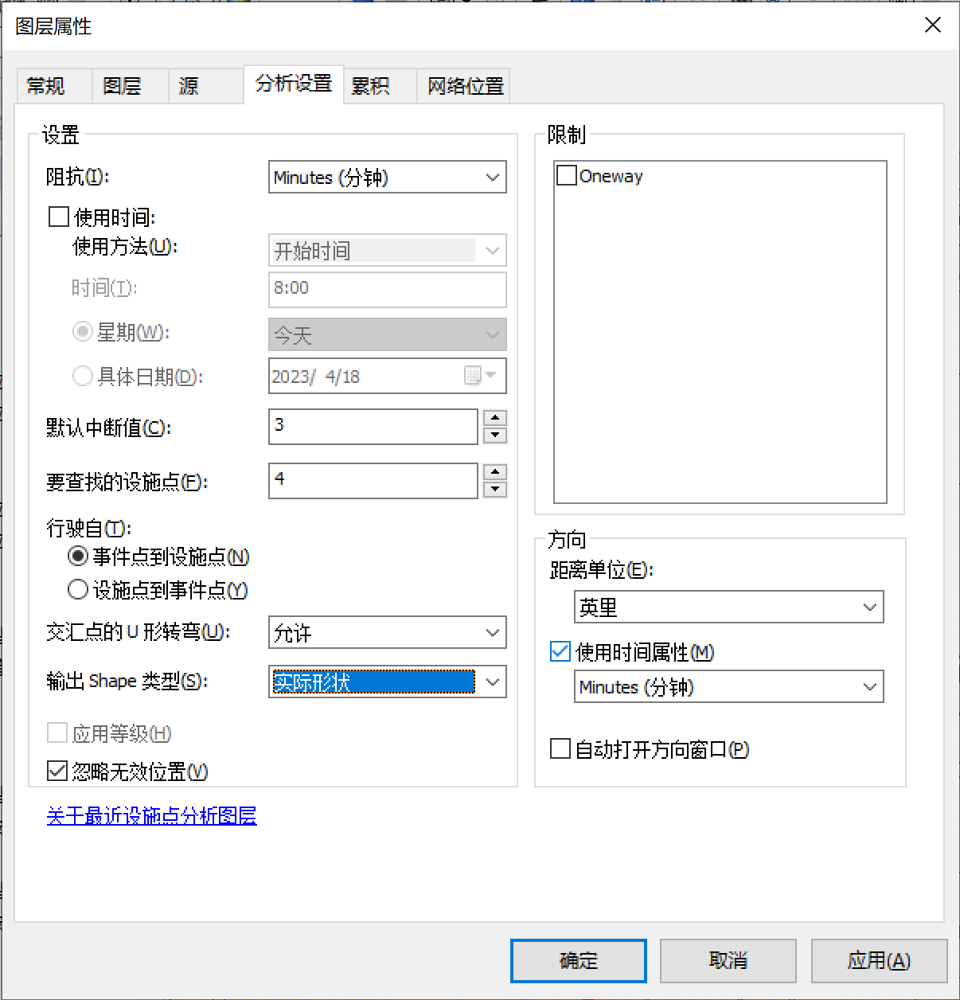 图层属性
常规 图层 源 分析设置 累积 网络位置
设置
阻抗(I): Minutes (分钟)
使用时间:
使用方法(U): 开始时间
时间(T): 8:00
星期(W): 今天
具体日期(D): 2023/ 4/18
默认中断值(C): 3
要查找的设施点(F): 4
行驶自(T):
事件点到设施点(N)
设施点到事件点(Y)
交汇点的 U 形转弯(U): 允许
输出 Shape 类型(S): 实际形状
应用等级(H)
忽略无效位置(V)
关于最近设施点分析图层
限制
Oneway
方向
距离单位(E):
英里
使用时间属性(M)
Minutes (分钟)
自动打开方向窗口(P)
确定 取消 应用(A)